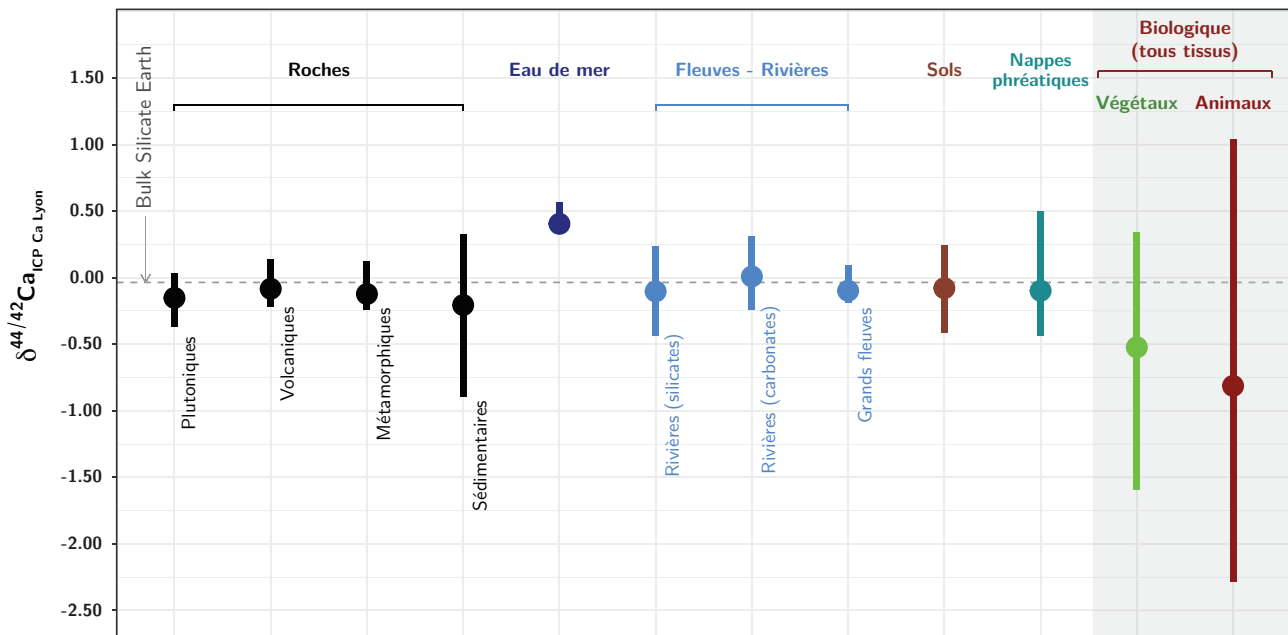 δ44/42CaICP Ca Lyon
1.50
1.00
0.50
0.00
-0.50
-1.00
-1.50
-2.00
-2.50
Bulk Silicate Earth
Roches
Plutoniques
Volcaniques
Métamorphiques
Sédimentaires
Eau de mer
Fleuves - Rivières
Rivières (silicates)
Rivières (carbonates)
Grands fleuves
Sols
Nappes
phréatiques
Biologique
(tous tissus)
Végétaux
Animaux